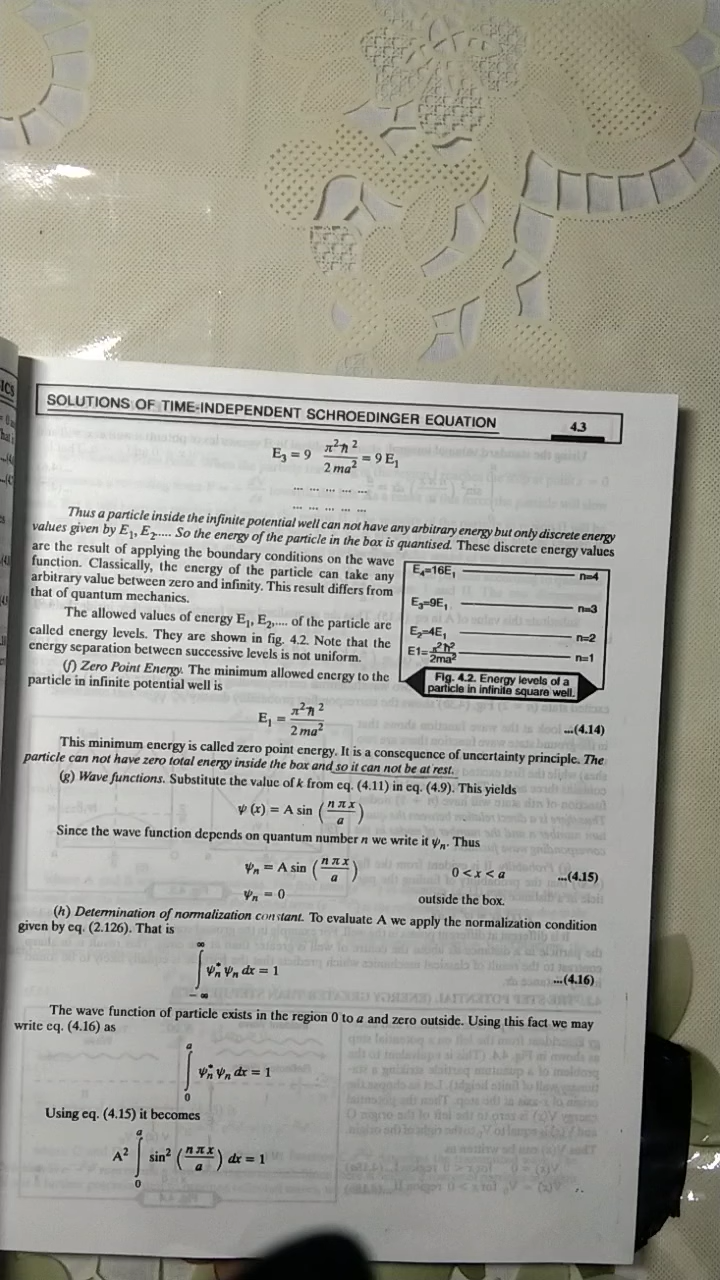 ICS
SOLUTIONS OF TIME-INDEPENDENT SCHROEDINGER EQUATION 4.3
E₃ = 9 π²ℏ²/2 ma² = 9 E₁
... ... ... ... ... ...
... ... ... ... ... ...
Thus a particle inside the infinite potential well can not have any arbitrary energy but only discrete energy
values given by E₁, E₂..... So the energy of the particle in the box is quantised. These discrete energy values
are the result of applying the boundary conditions on the wave
function. Classically, the energy of the particle can take any
arbitrary value between zero and infinity. This result differs from
that of quantum mechanics.
The allowed values of energy E₁, E₂,.... of the particle are
called energy levels. They are shown in fig. 4.2. Note that the
energy separation between successive levels is not uniform.
E₄=16E₁ n=4
E₃=9E₁ n=3
E₂=4E₁ n=2
E1= π²ℏ²/2ma² n=1
Fig. 4.2. Energy levels of a
particle in infinite square well.
(f) Zero Point Energy. The minimum allowed energy to the
particle in infinite potential well is
E₁ = π²ℏ²/2 ma² ...(4.14)
This minimum energy is called zero point energy. It is a consequence of uncertainty principle. The
particle can not have zero total energy inside the box and so it can not be at rest.
(g) Wave functions. Substitute the value of k from eq. (4.11) in eq. (4.9). This yields
ψ (x) = A sin (n π x/a)
Since the wave function depends on quantum number n we write it ψₙ. Thus
ψₙ = A sin (n π x/a) 0 < x < a ...(4.15)
ψₙ = 0 outside the box.
(h) Determination of normalization constant. To evaluate A we apply the normalization condition
given by eq. (2.126). That is
∫_{-∞}^{∞} ψₙ* ψₙ dx = 1 ...(4.16)
The wave function of particle exists in the region 0 to a and zero outside. Using this fact we may
write eq. (4.16) as
∫_{0}^{a} ψₙ* ψₙ dx = 1
Using eq. (4.15) it becomes
A² ∫_{0}^{a} sin² (n π x/a) dx = 1